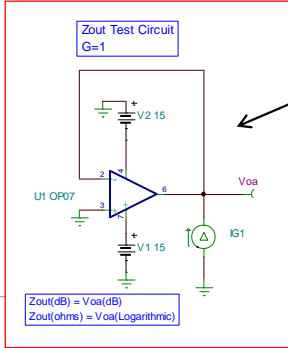 Zout Test Circuit
G=1
+
V2 15
4
2
-
6
Voa
U1 OP07
3
+
+
7
+
IG1
V1 15
Zout(dB) = Voa(dB)
Zout(ohms) = Voa(Logarithmic)